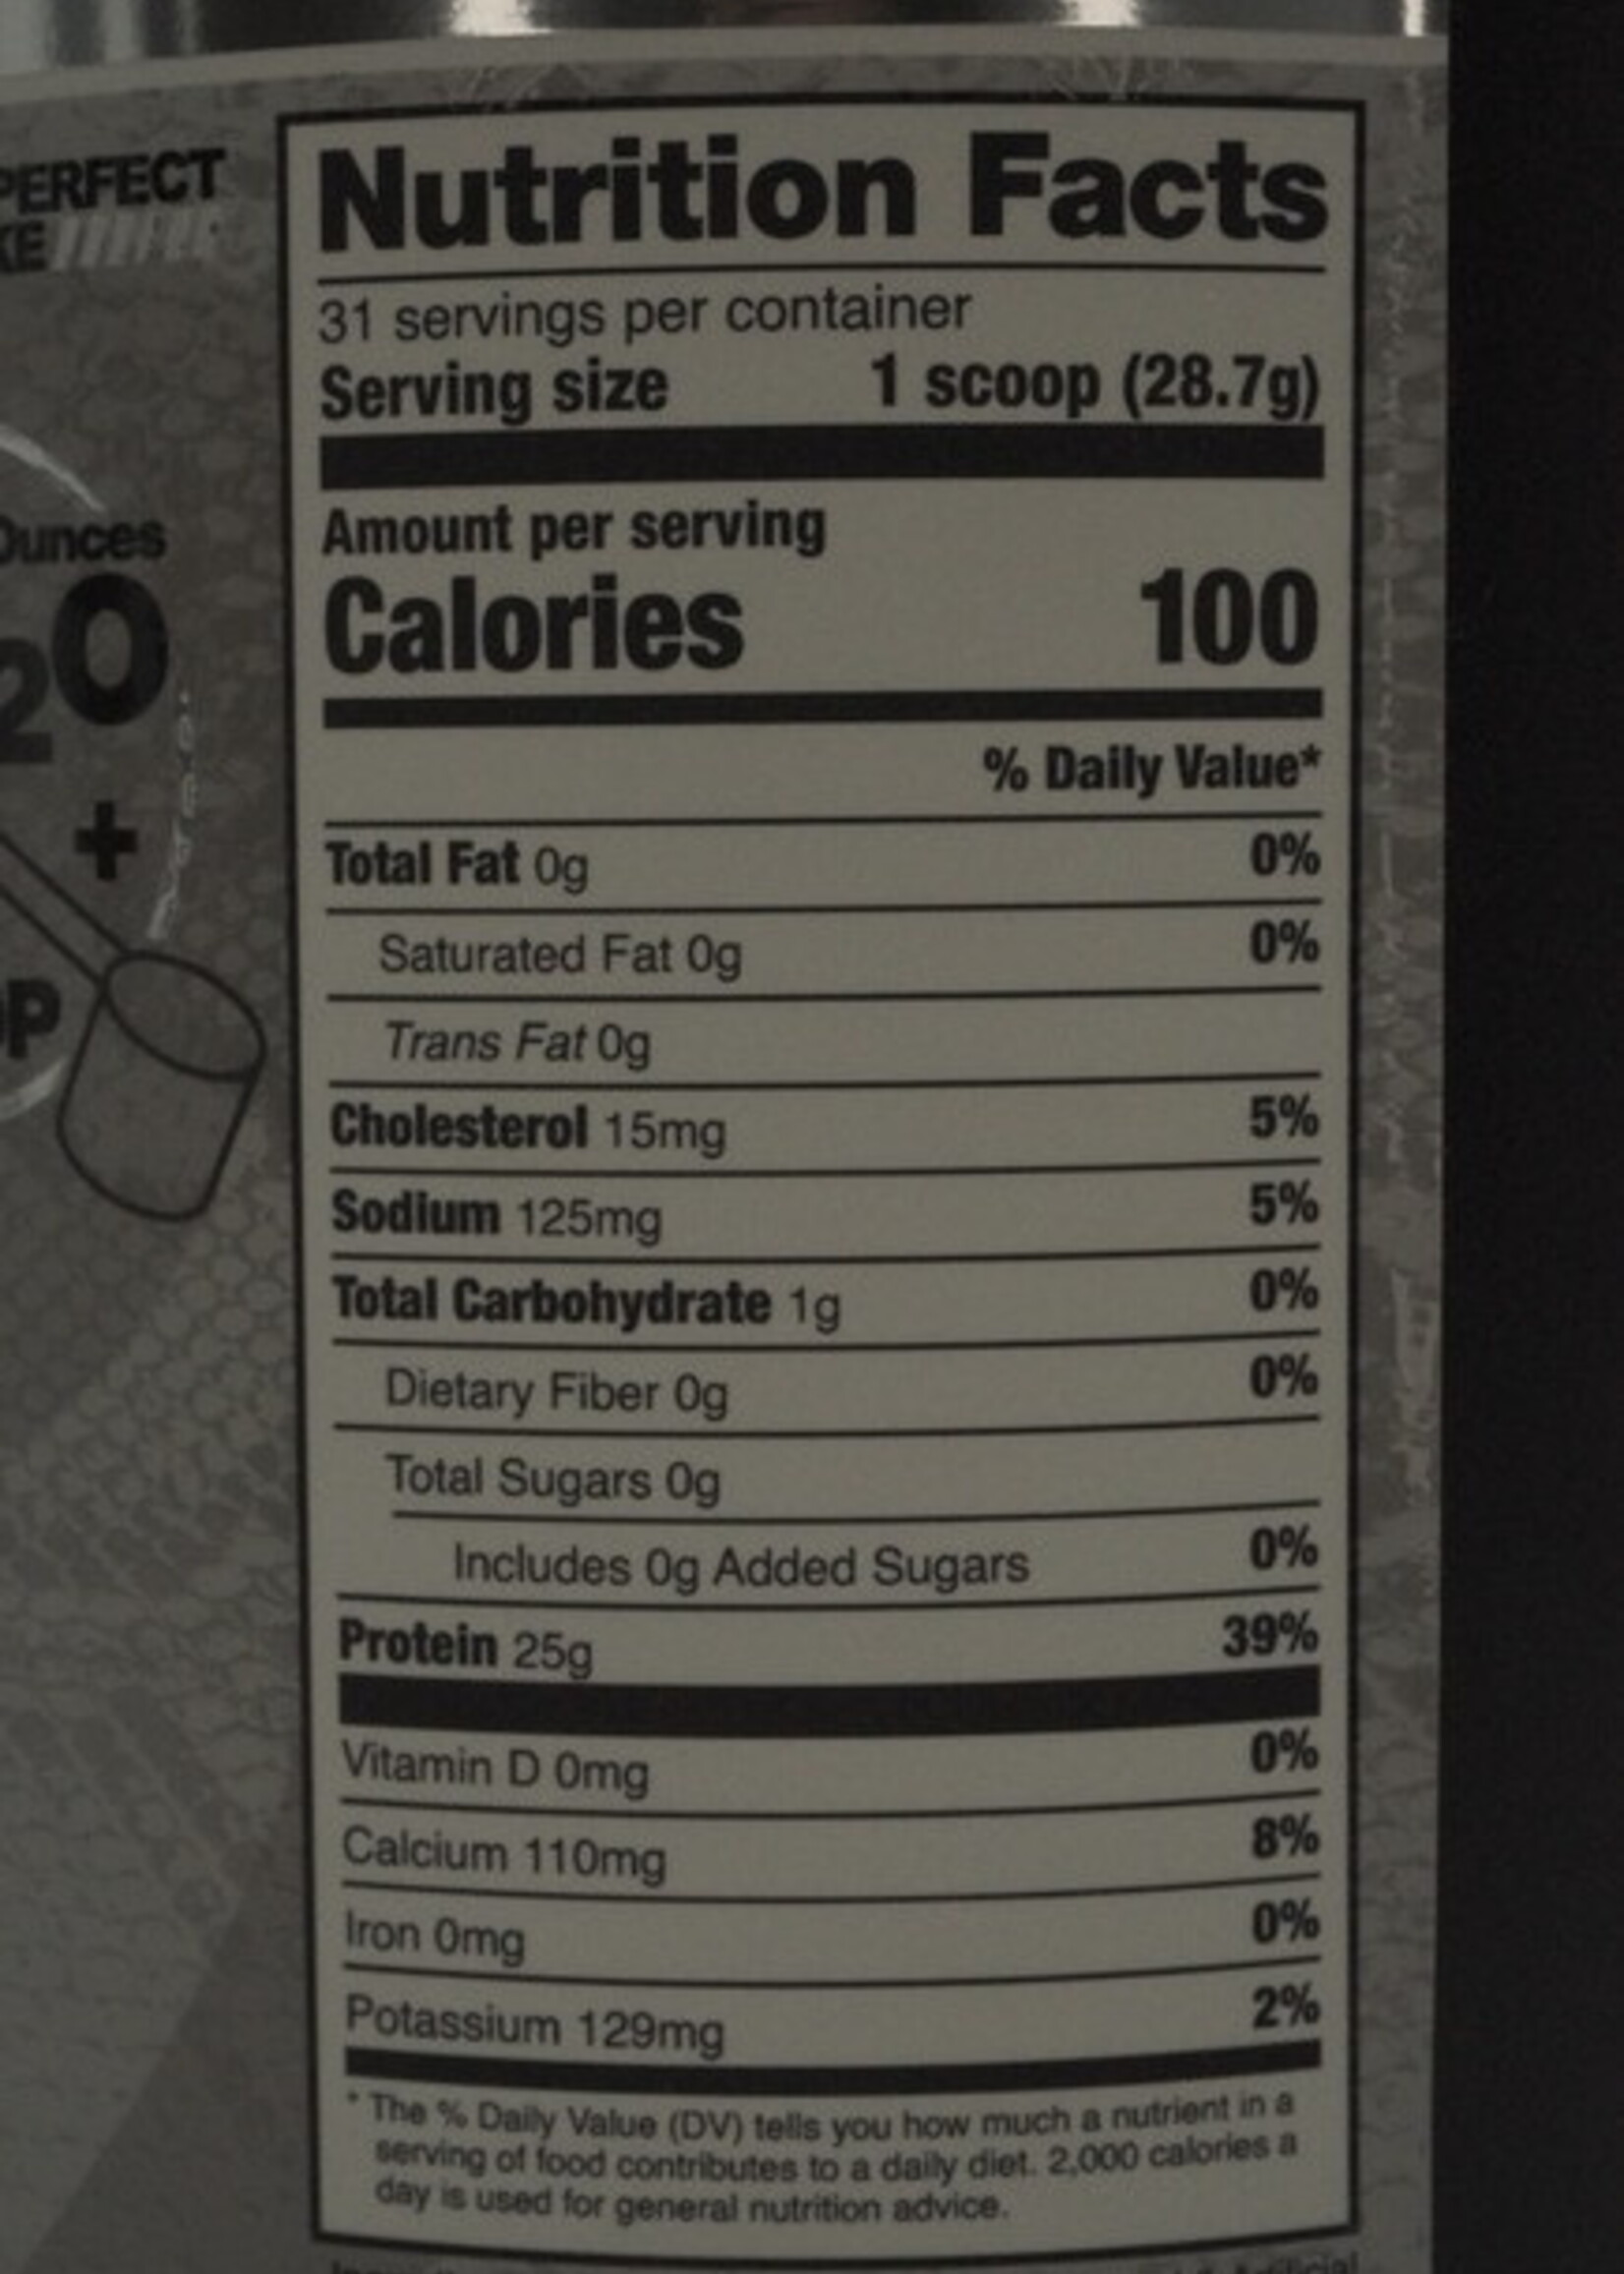 PERFECT
Ounces
+
Nutrition Facts
31 servings per container
Serving size 1 scoop (28.7g)
Amount per serving
Calories 100
% Daily Value*
Total Fat 0g 0%
Saturated Fat 0g 0%
Trans Fat 0g
Cholesterol 15mg 5%
Sodium 125mg 5%
Total Carbohydrate 1g 0%
Dietary Fiber 0g 0%
Total Sugars 0g
Includes 0g Added Sugars 0%
Protein 25g 39%
Vitamin D 0mg 0%
Calcium 110mg 8%
Iron 0mg 0%
Potassium 129mg 2%
* The % Daily Value (DV) tells you how much a nutrient in a
serving of food contributes to a daily diet. 2,000 calories a
day is used for general nutrition advice.